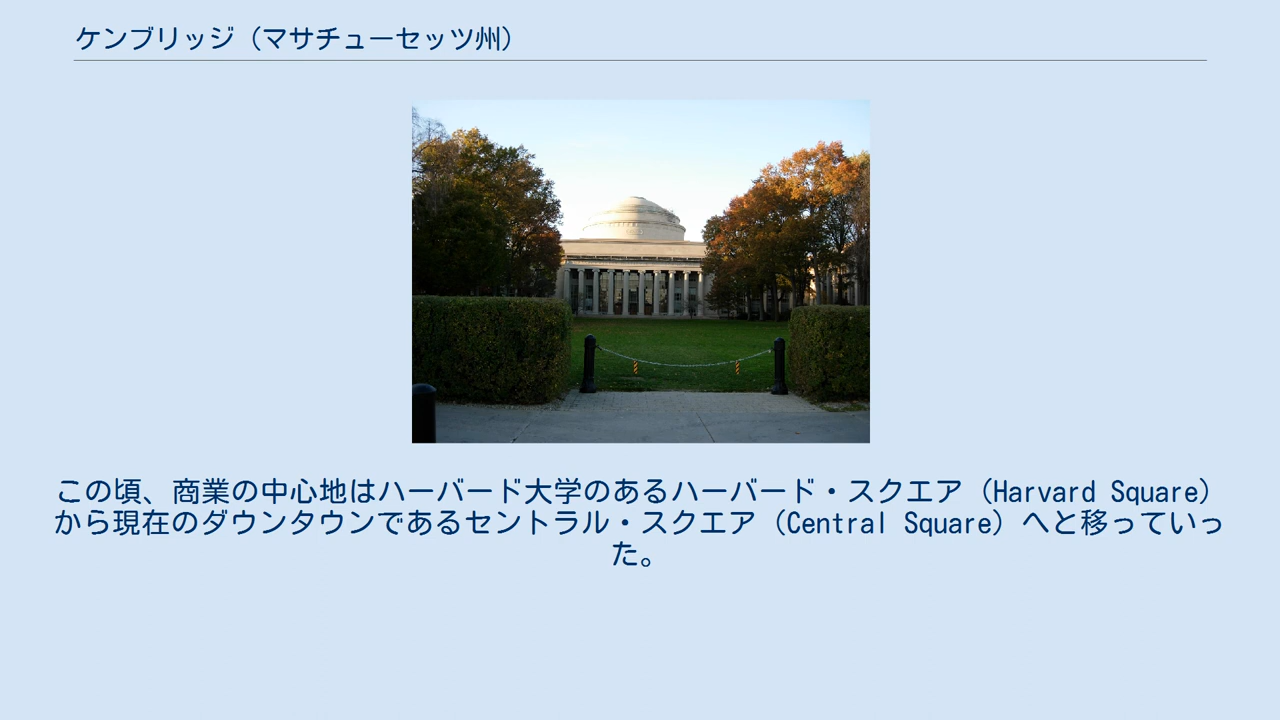 ケンブリッジ（マサチューセッツ州）
この頃、商業の中心地はハーバード大学のあるハーバード・スクエア（Harvard Square）
から現在のダウンタウンであるセントラル・スクエア（Central Square）へと移っていっ
た。